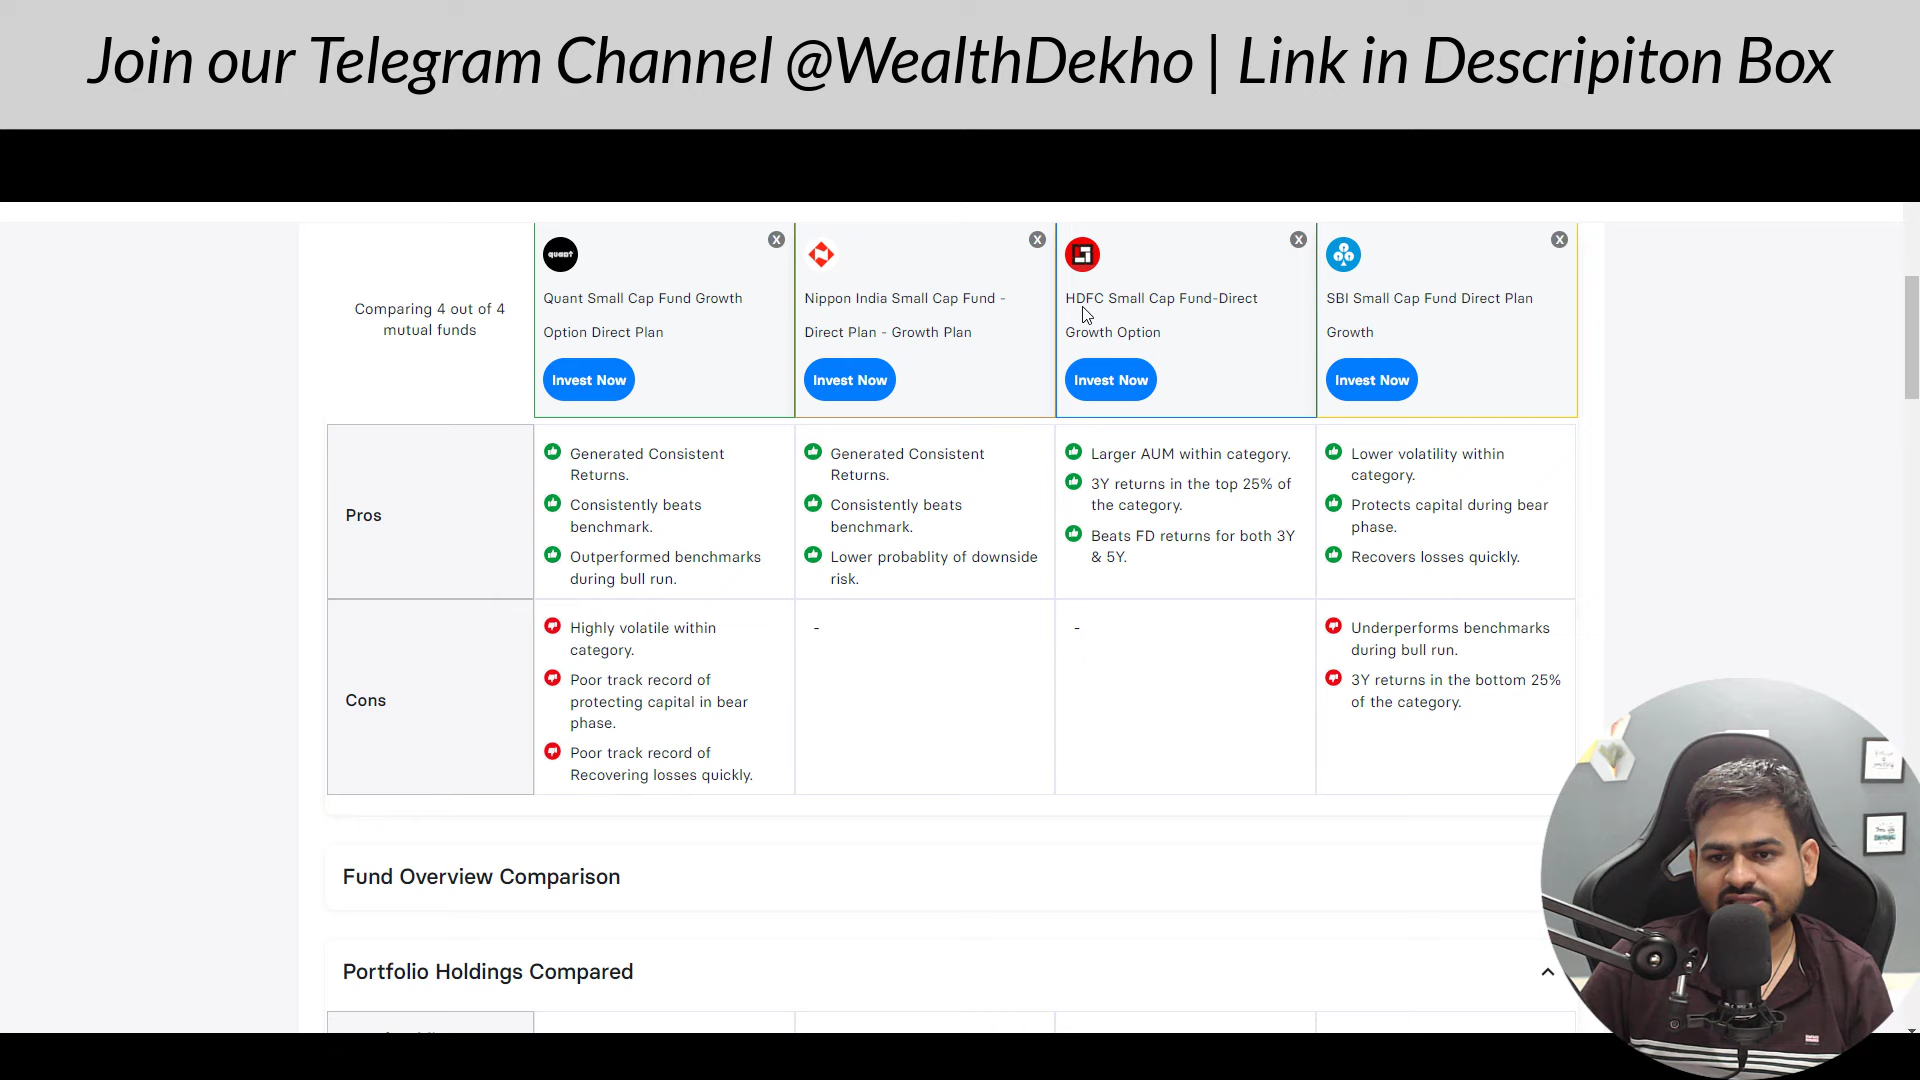 Join our Telegram Channel @WealthDekho | Link in Descripiton Box
Comparing 4 out of 4
mutual funds
quant
X
Quant Small Cap Fund Growth
Option Direct Plan
Invest Now
X
Nippon India Small Cap Fund -
Direct Plan - Growth Plan
Invest Now
X
HDFC Small Cap Fund-Direct
Growth Option
Invest Now
X
SBI Small Cap Fund Direct Plan
Growth
Invest Now
Pros
Generated Consistent
Returns.
Consistently beats
benchmark.
Outperformed benchmarks
during bull run.
Generated Consistent
Returns.
Consistently beats
benchmark.
Lower probablity of downside
risk.
Larger AUM within category.
3Y returns in the top 25% of
the category.
Beats FD returns for both 3Y
& 5Y.
Lower volatility within
category.
Protects capital during bear
phase.
Recovers losses quickly.
Cons
Highly volatile within
category.
Poor track record of
protecting capital in bear
phase.
Poor track record of
Recovering losses quickly.
-
-
Underperforms benchmarks
during bull run.
3Y returns in the bottom 25%
of the category.
Fund Overview Comparison
Portfolio Holdings Compared